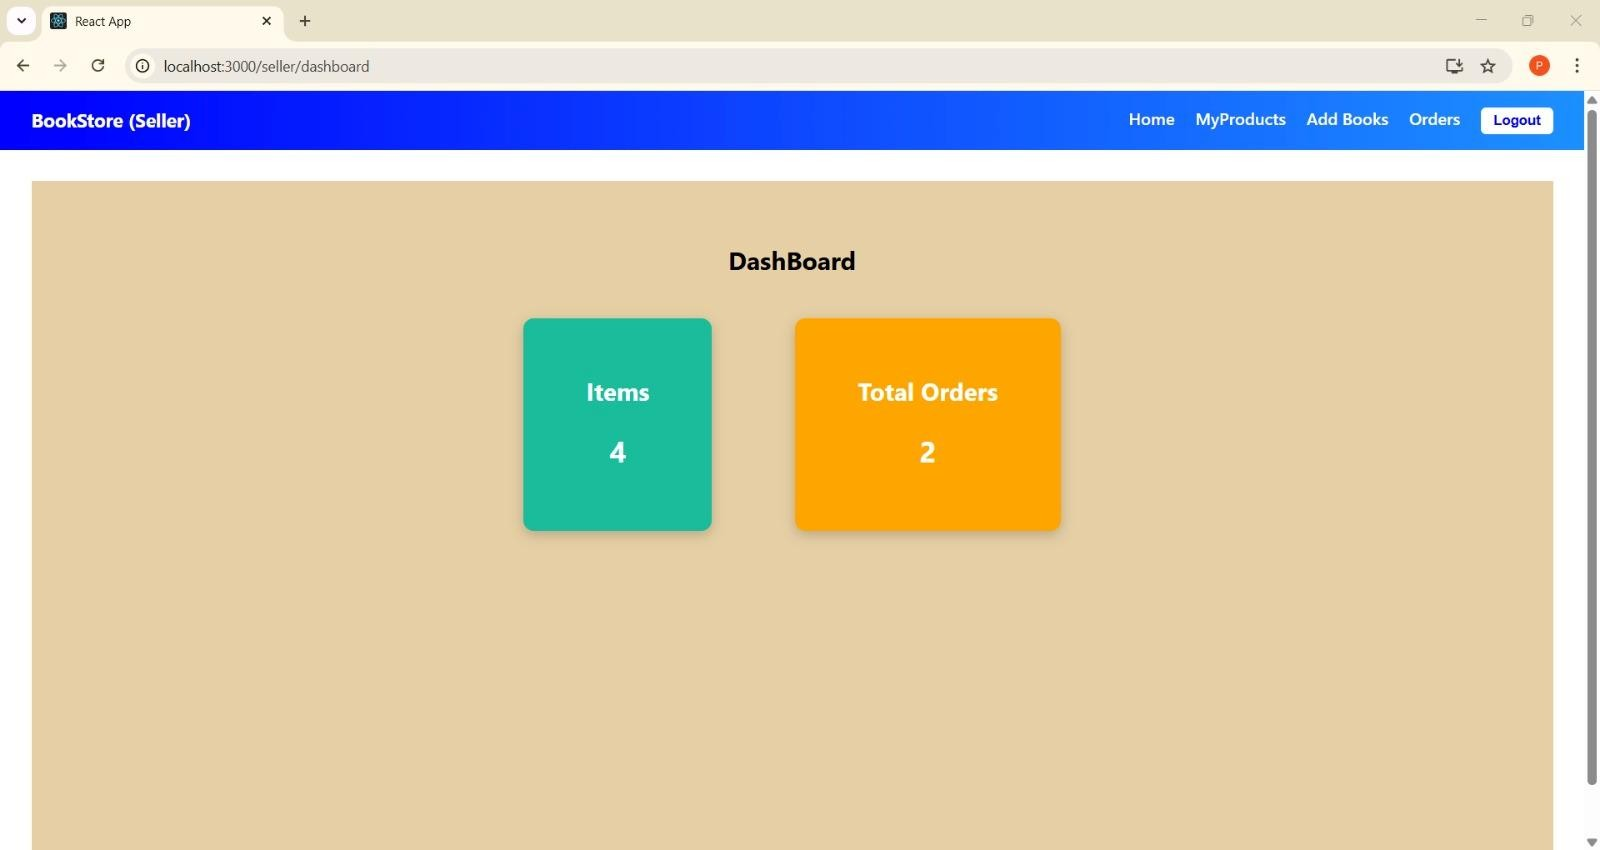 React App
localhost:3000/seller/dashboard
P
BookStore (Seller)
Home MyProducts Add Books Orders Logout
DashBoard
Items
4
Total Orders
2